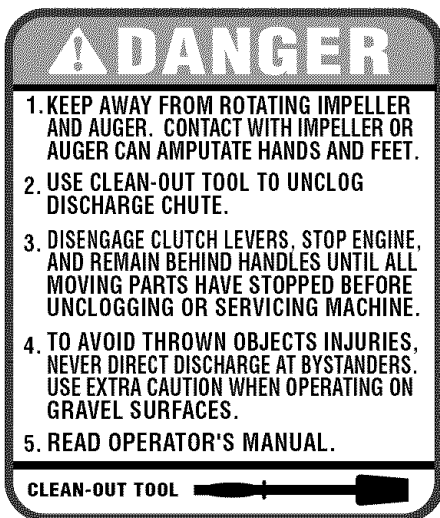 DANGER
1. KEEP AWAY FROM ROTATING IMPELLER
AND AUGER. CONTACT WITH IMPELLER OR
AUGER CAN AMPUTATE HANDS AND FEET.
2. USE CLEAN-OUT TOOL TO UNCLOG
DISCHARGE CHUTE.
3. DISENGAGE CLUTCH LEVERS, STOP ENGINE,
AND REMAIN BEHIND HANDLES UNTIL ALL
MOVING PARTS HAVE STOPPED BEFORE
UNCLOGGING OR SERVICING MACHINE.
4. TO AVOID THROWN OBJECTS INJURIES,
NEVER DIRECT DISCHARGE AT BYSTANDERS.
USE EXTRA CAUTION WHEN OPERATING ON
GRAVEL SURFACES.
5. READ OPERATOR'S MANUAL.
CLEAN-OUT TOOL